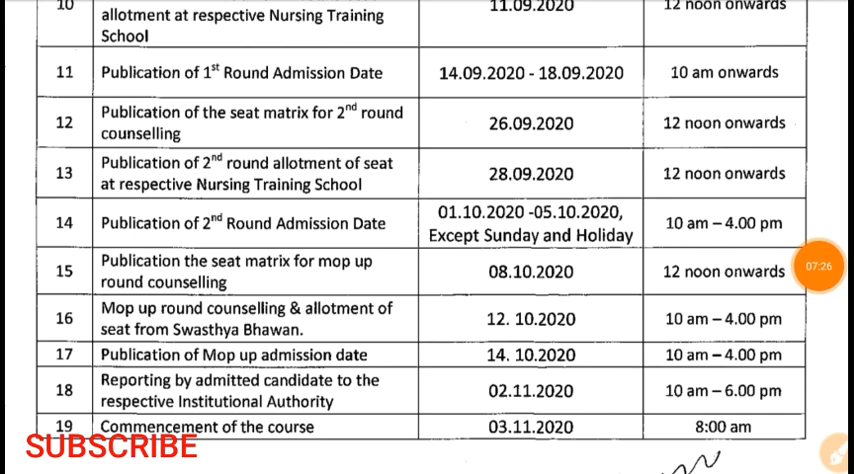 10
allotment at respective Nursing Training
School
11.09.2020
12 noon onwards
11 Publication of 1st Round Admission Date 14.09.2020 - 18.09.2020 10 am onwards
12 Publication of the seat matrix for 2nd round
counselling
26.09.2020 12 noon onwards
13 Publication of 2nd round allotment of seat
at respective Nursing Training School
28.09.2020 12 noon onwards
14 Publication of 2nd Round Admission Date
01.10.2020 -05.10.2020,
Except Sunday and Holiday
10 am – 4.00 pm
15 Publication the seat matrix for mop up
round counselling
08.10.2020 12 noon onwards
07:26
16 Mop up round counselling & allotment of
seat from Swasthya Bhawan.
12. 10.2020 10 am – 4.00 pm
17 Publication of Mop up admission date 14. 10.2020 10 am – 4.00 pm
18 Reporting by admitted candidate to the
respective Institutional Authority
02.11.2020 10 am – 6.00 pm
19 Commencement of the course 03.11.2020 8:00 am
SUBSCRIBE